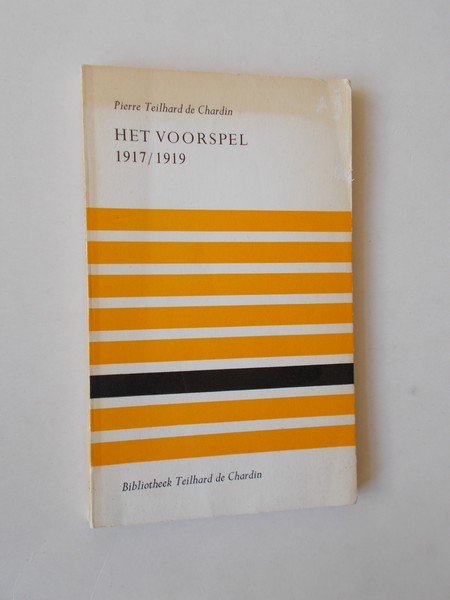 Pierre Teilhard de Chardin
HET VOORSPEL
1917/1919
Bibliotheek Teilhard de Chardin